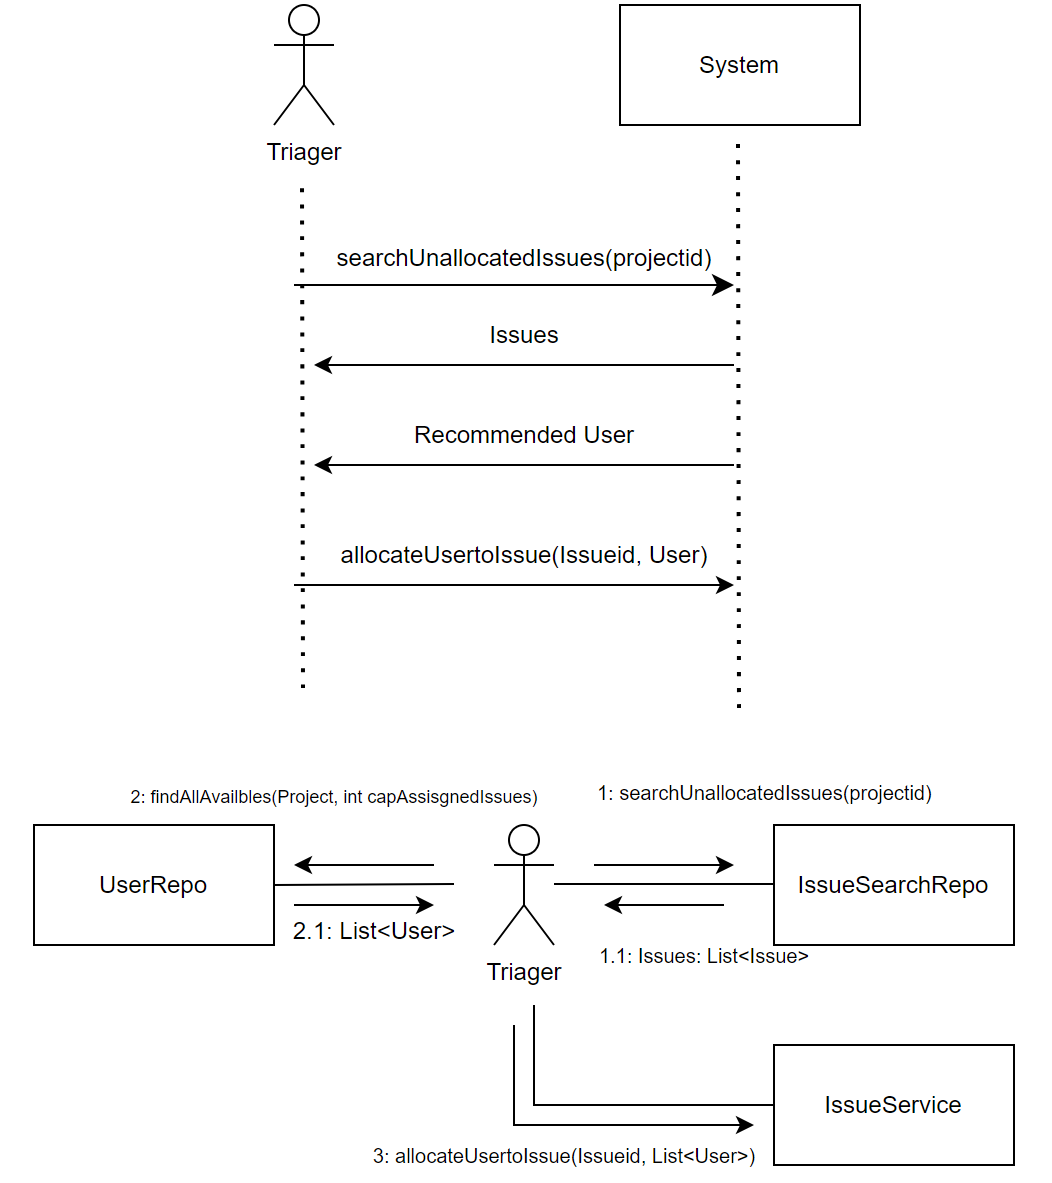 System
Triager
searchUnallocatedIssues(projectid)
Issues
Recommended User
allocateUsertoIssue(Issueid, User)
2: findAllAvailbles(Project, int capAssisgnedIssues)
1: searchUnallocatedIssues(projectid)
UserRepo
IssueSearchRepo
2.1: List<User>
1.1: Issues: List<Issue>
Triager
IssueService
3: allocateUsertoIssue(Issueid, List<User>)